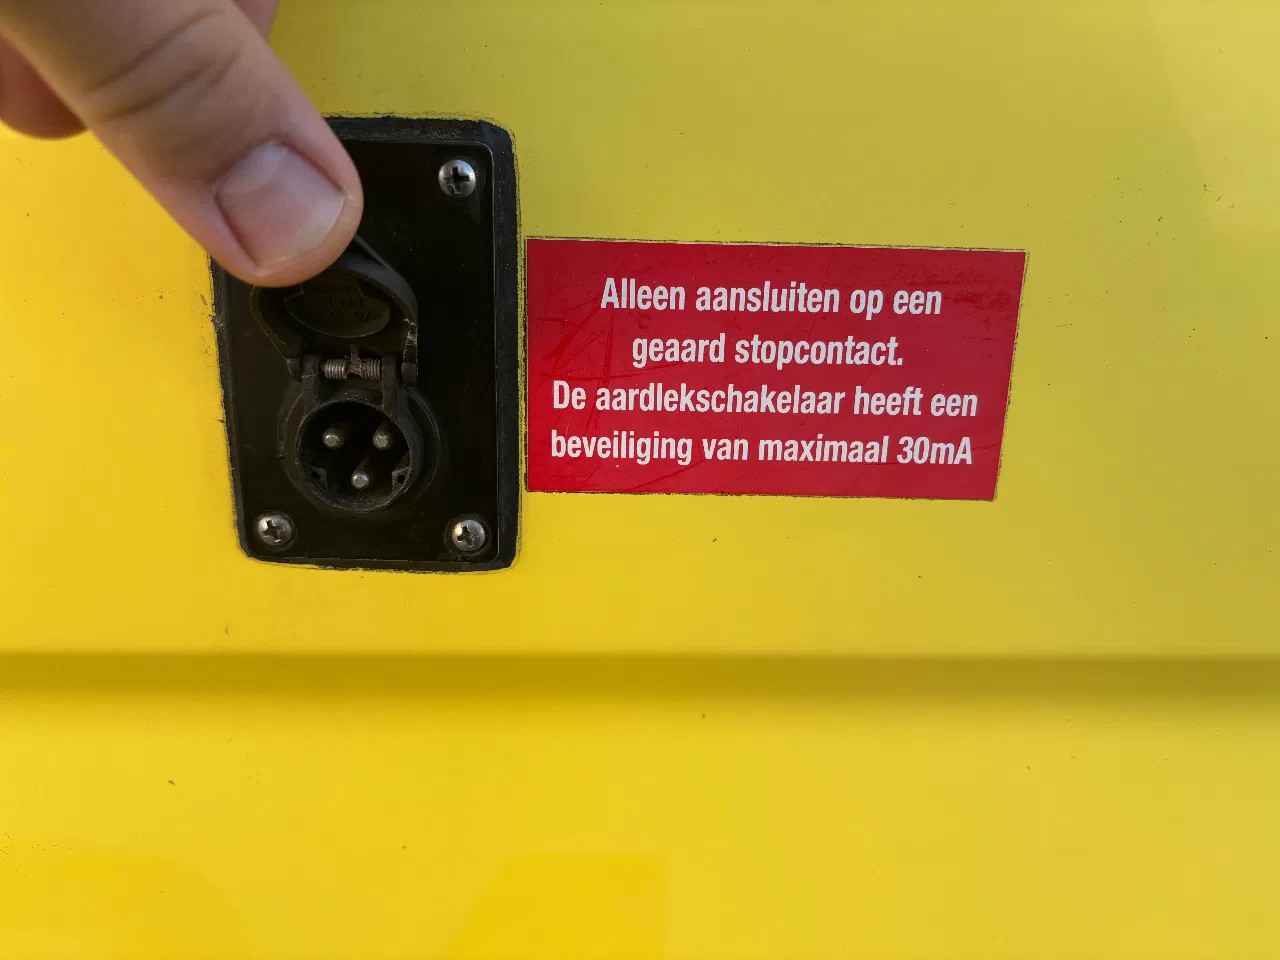 Alleen aansluiten op een
geaard stopcontact.
De aardlekschakelaar heeft een
beveiliging van maximaal 30mA